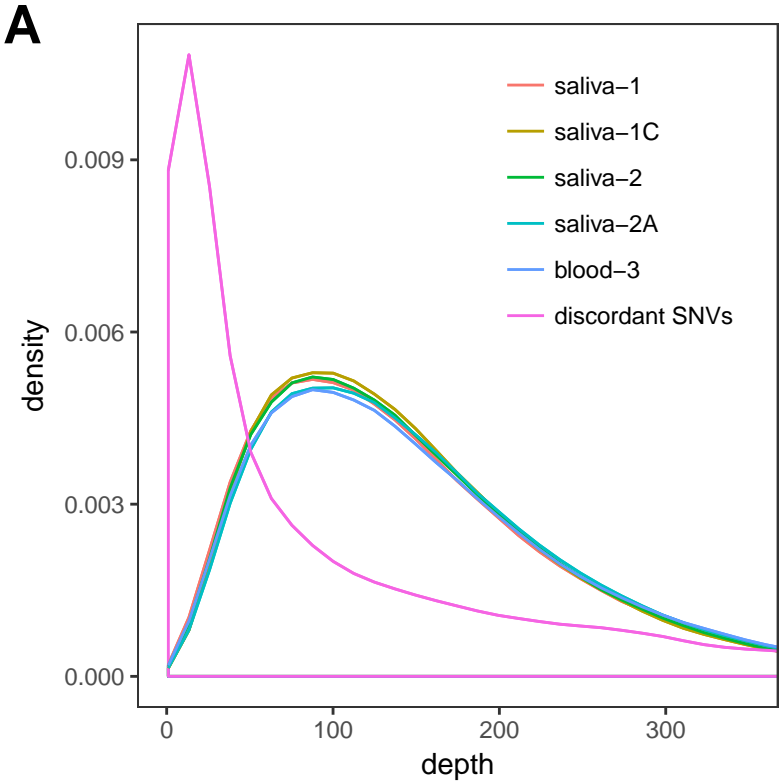 A
saliva−1
saliva−1C
saliva−2
saliva−2A
blood−3
discordant SNVs
density
0.009
0.006
0.003
0.000
0 100 200 300
depth